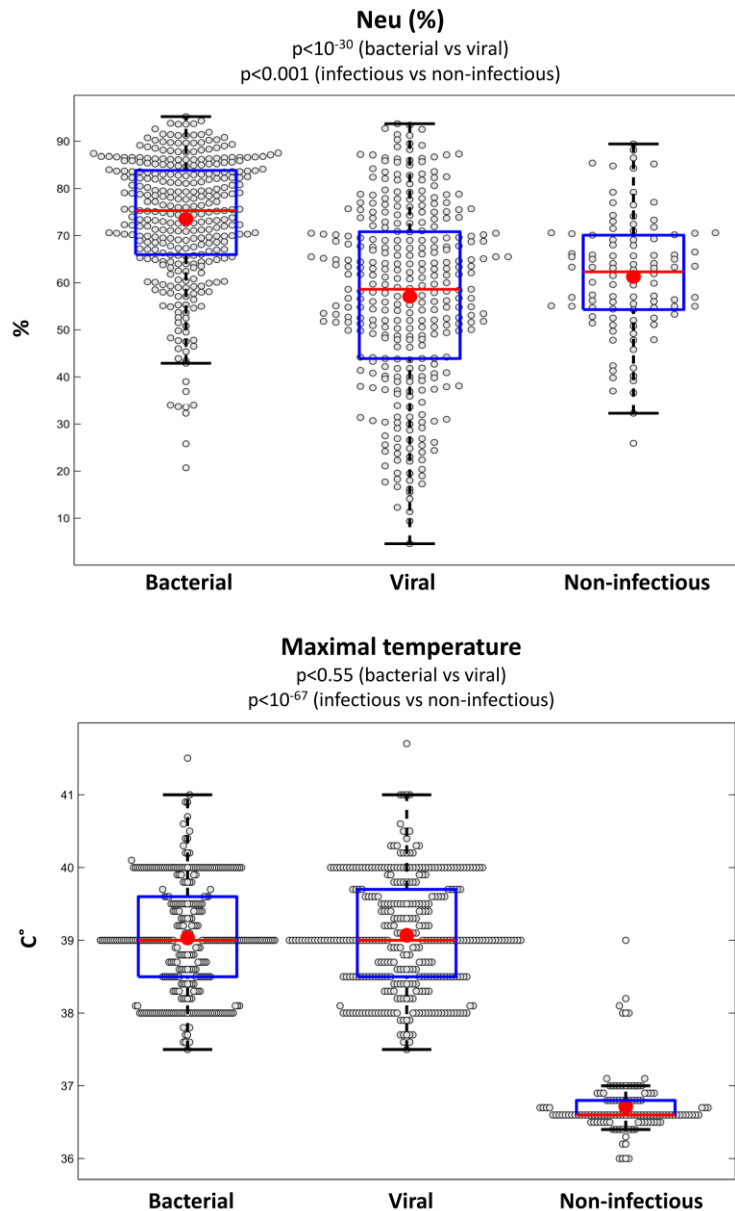 Neu (%)
p<10⁻³⁰ (bacterial vs viral)
p<0.001 (infectious vs non-infectious)
90
80
70
60
50
40
30
20
10
%
Bacterial Viral Non-infectious
Maximal temperature
p<0.55 (bacterial vs viral)
p<10⁻⁶⁷ (infectious vs non-infectious)
41
40
39
38
37
36
C°
Bacterial Viral Non-infectious